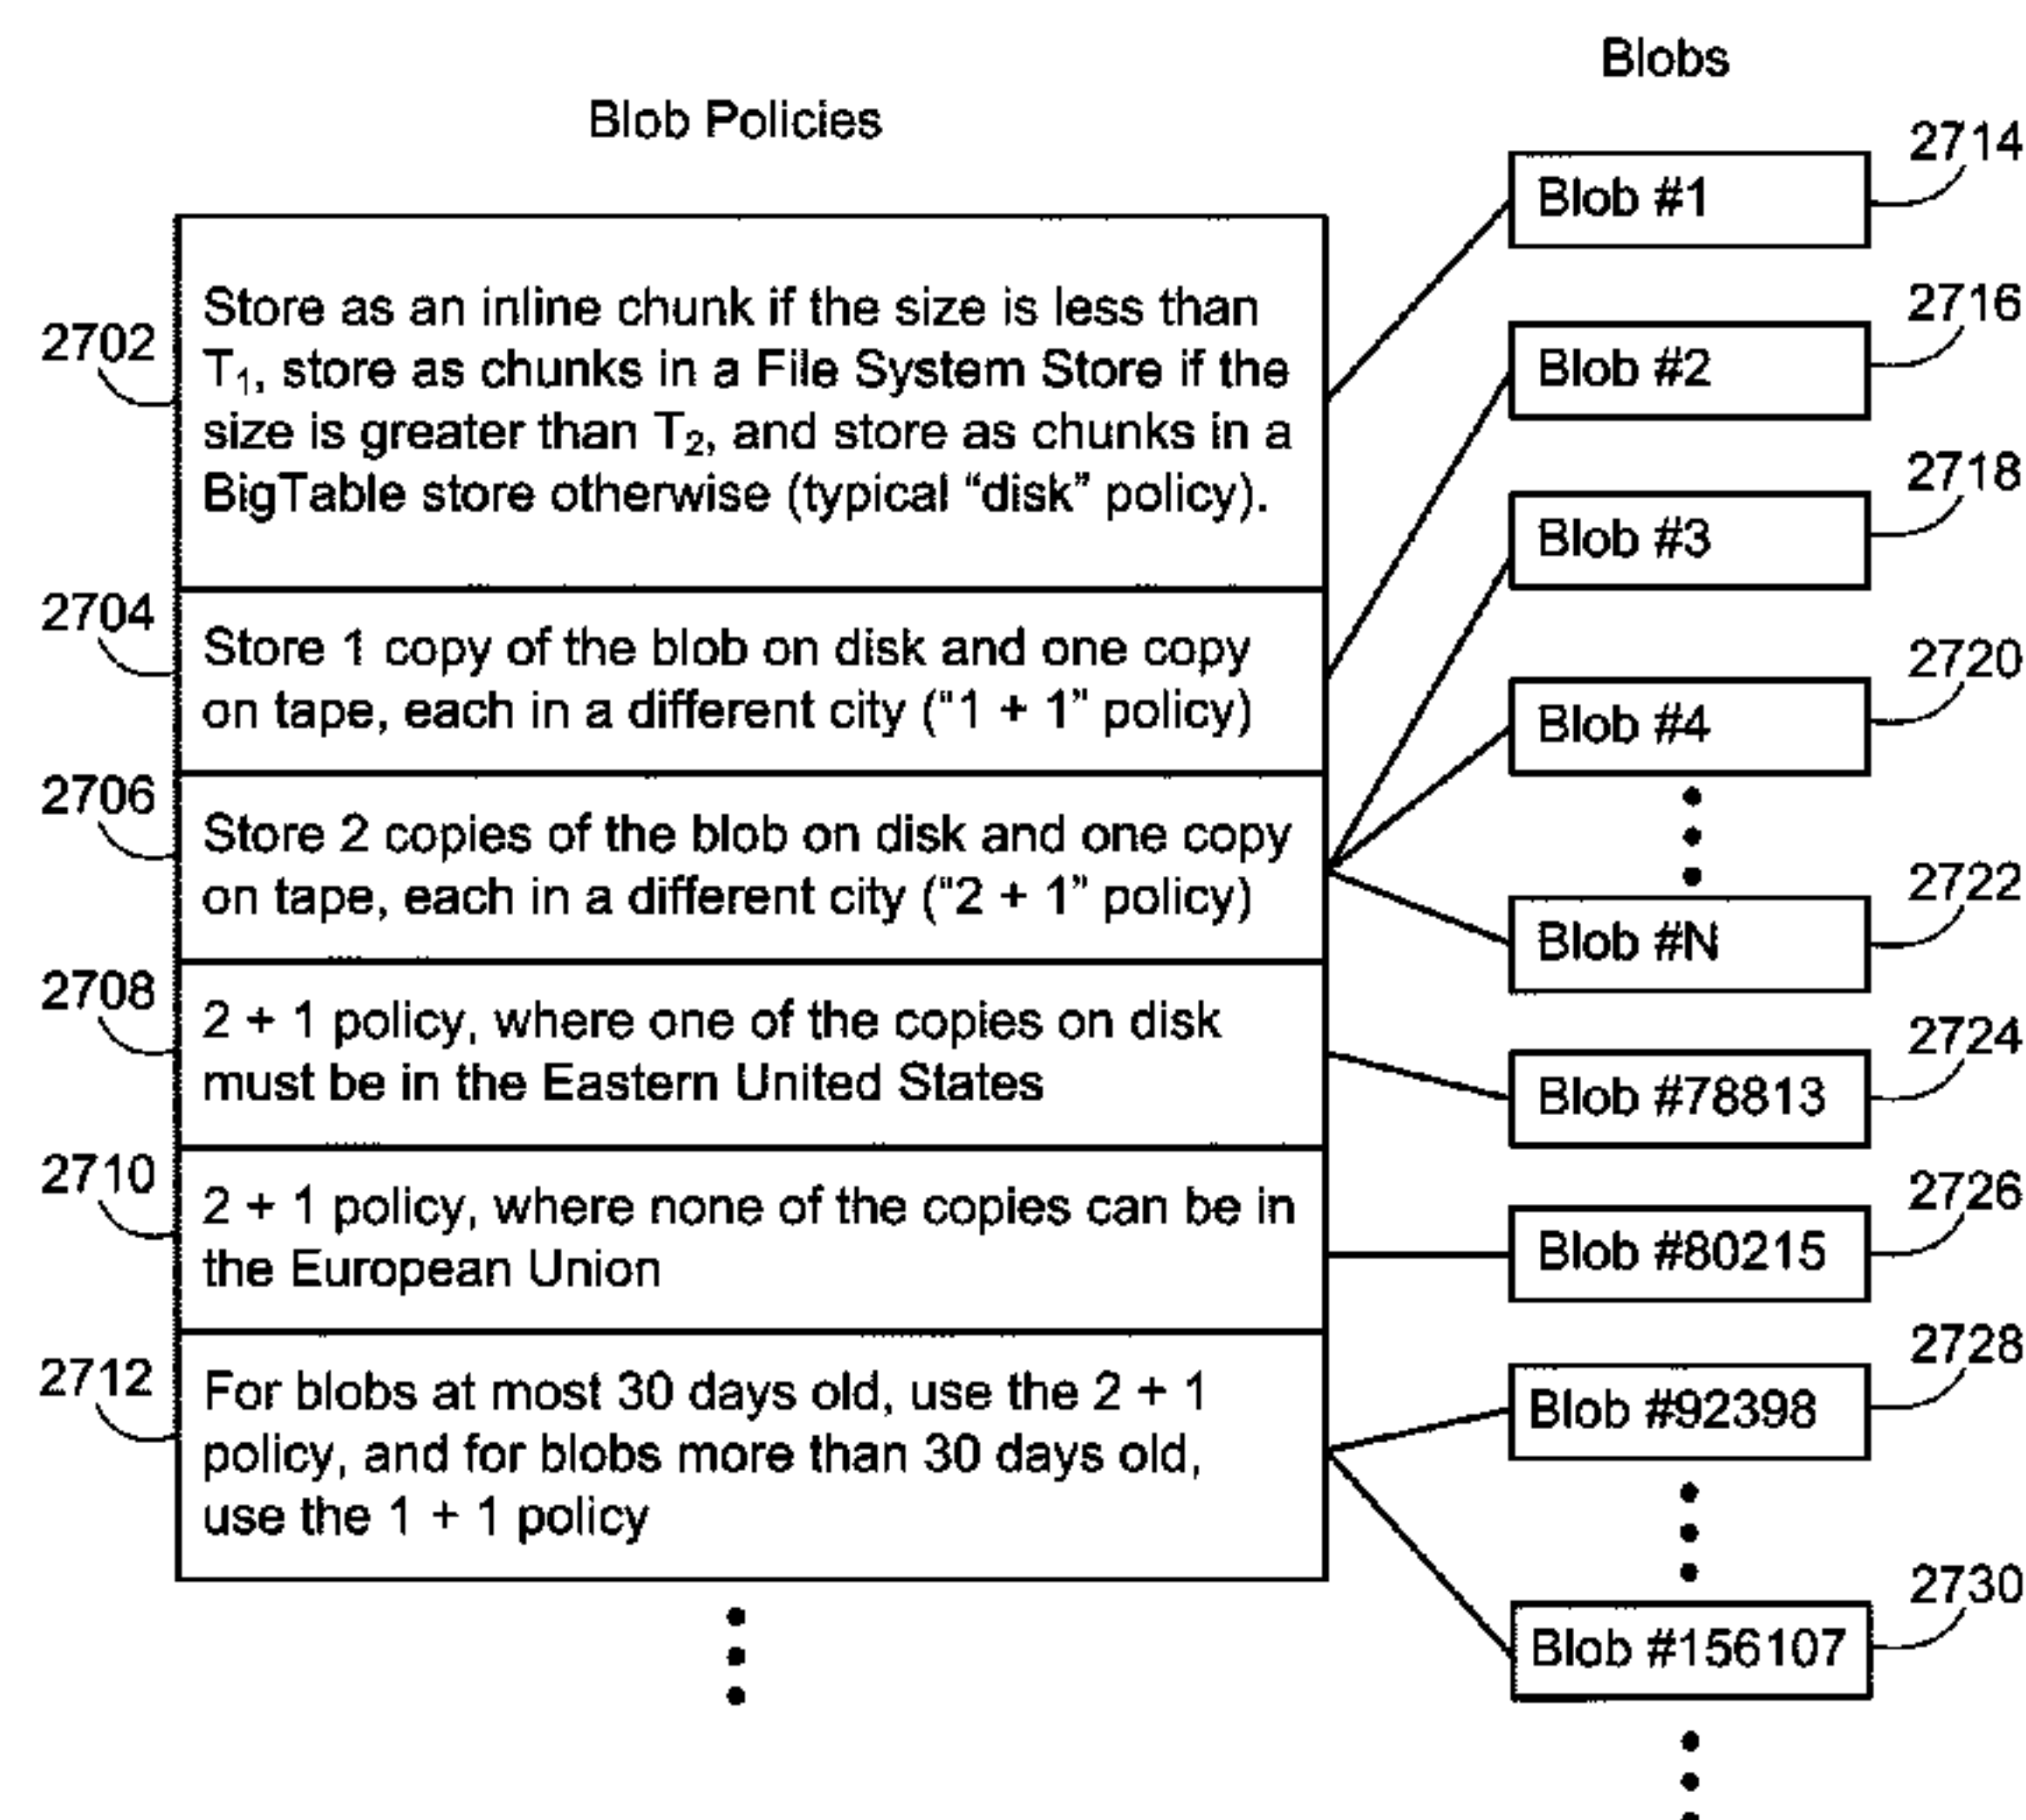 Blobs
Blob Policies
2702
Store as an inline chunk if the size is less than
T₁, store as chunks in a File System Store if the
size is greater than T₂, and store as chunks in a
BigTable store otherwise (typical “disk” policy).
2704
Store 1 copy of the blob on disk and one copy
on tape, each in a different city (“1 + 1” policy)
2706
Store 2 copies of the blob on disk and one copy
on tape, each in a different city (“2 + 1” policy)
2708
2 + 1 policy, where one of the copies on disk
must be in the Eastern United States
2710
2 + 1 policy, where none of the copies can be in
the European Union
2712
For blobs at most 30 days old, use the 2 + 1
policy, and for blobs more than 30 days old,
use the 1 + 1 policy
2714
Blob #1
2716
Blob #2
2718
Blob #3
2720
Blob #4
2722
Blob #N
2724
Blob #78813
2726
Blob #80215
2728
Blob #92398
2730
Blob #156107